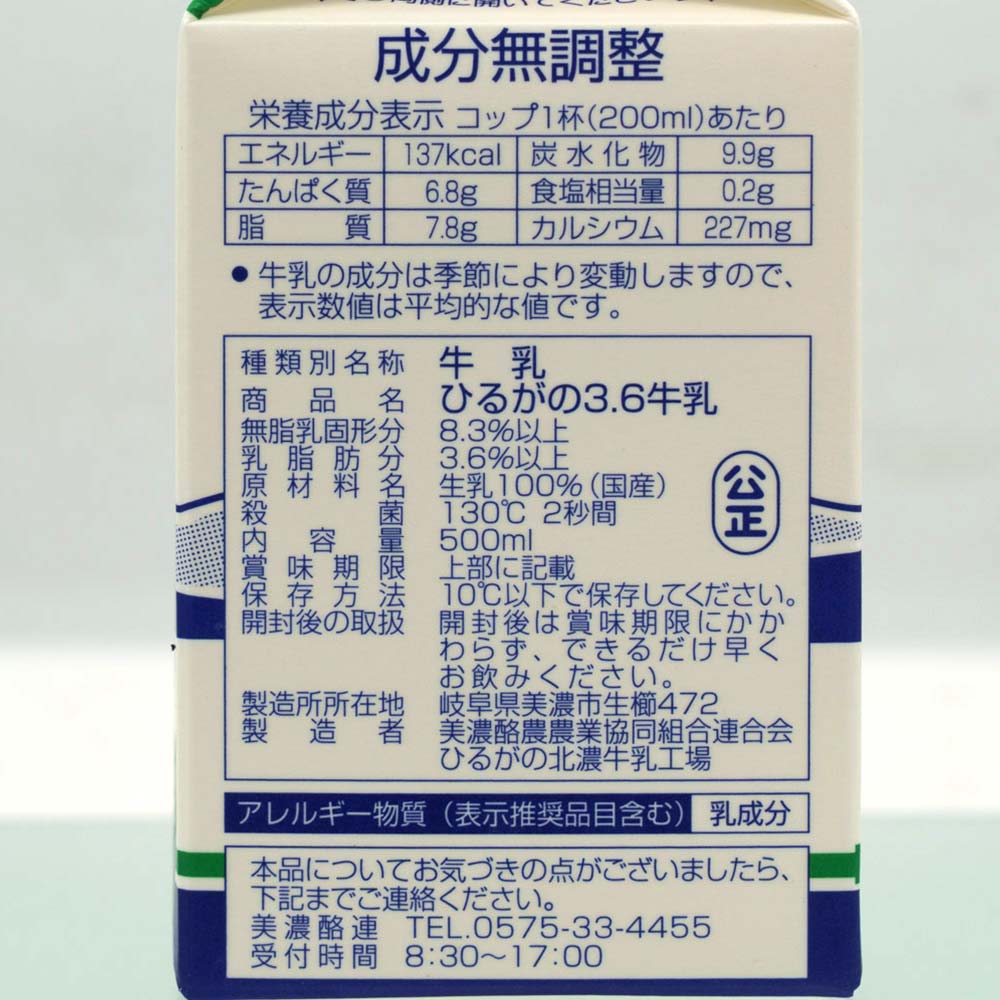 成分無調整
栄養成分表示 コップ1杯(200ml)あたり
エネルギー 137kcal 炭水化物 9.9g
たんぱく質 6.8g 食塩相当量 0.2g
脂質 7.8g カルシウム 227mg
● 牛乳の成分は季節により変動しますので、
表示数値は平均的な値です。
種類別名称 牛乳
商品名 ひるがの3.6牛乳
無脂乳固形分 8.3%以上
乳脂肪分 3.6%以上
原材料名 生乳100%(国産)
殺菌 130℃ 2秒間
内容量 500ml
賞味期限 上部に記載
保存方法 10℃以下で保存してください。
開封後の取扱 開封後は賞味期限にかか
わらず、できるだけ早く
お飲みください。
製造所所在地 岐阜県美濃市生櫛472
製造者 美濃酪農農業協同組合連合会
ひるがの北濃牛乳工場
公正
アレルギー物質(表示推奨品目含む) 乳成分
本品についてお気づきの点がございましたら、
下記までご連絡ください。
美濃酪連 TEL.0575-33-4455
受付時間 8:30〜17:00